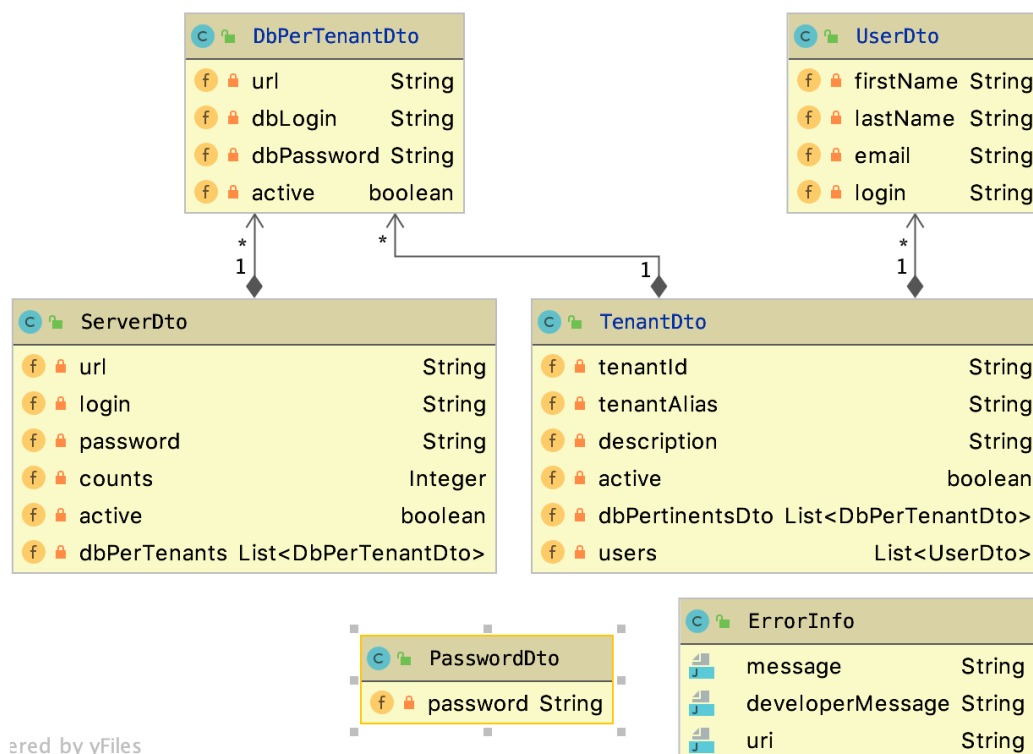 DbPerTenantDto
url String
dbLogin String
dbPassword String
active boolean
UserDto
firstName String
lastName String
email String
login String
*
1
*
1
*
1
ServerDto
url String
login String
password String
counts Integer
active boolean
dbPerTenants List<DbPerTenantDto>
TenantDto
tenantId String
tenantAlias String
description String
active boolean
dbPertinentsDto List<DbPerTenantDto>
users List<UserDto>
PasswordDto
password String
ErrorInfo
message String
developerMessage String
uri String
ered by yFiles